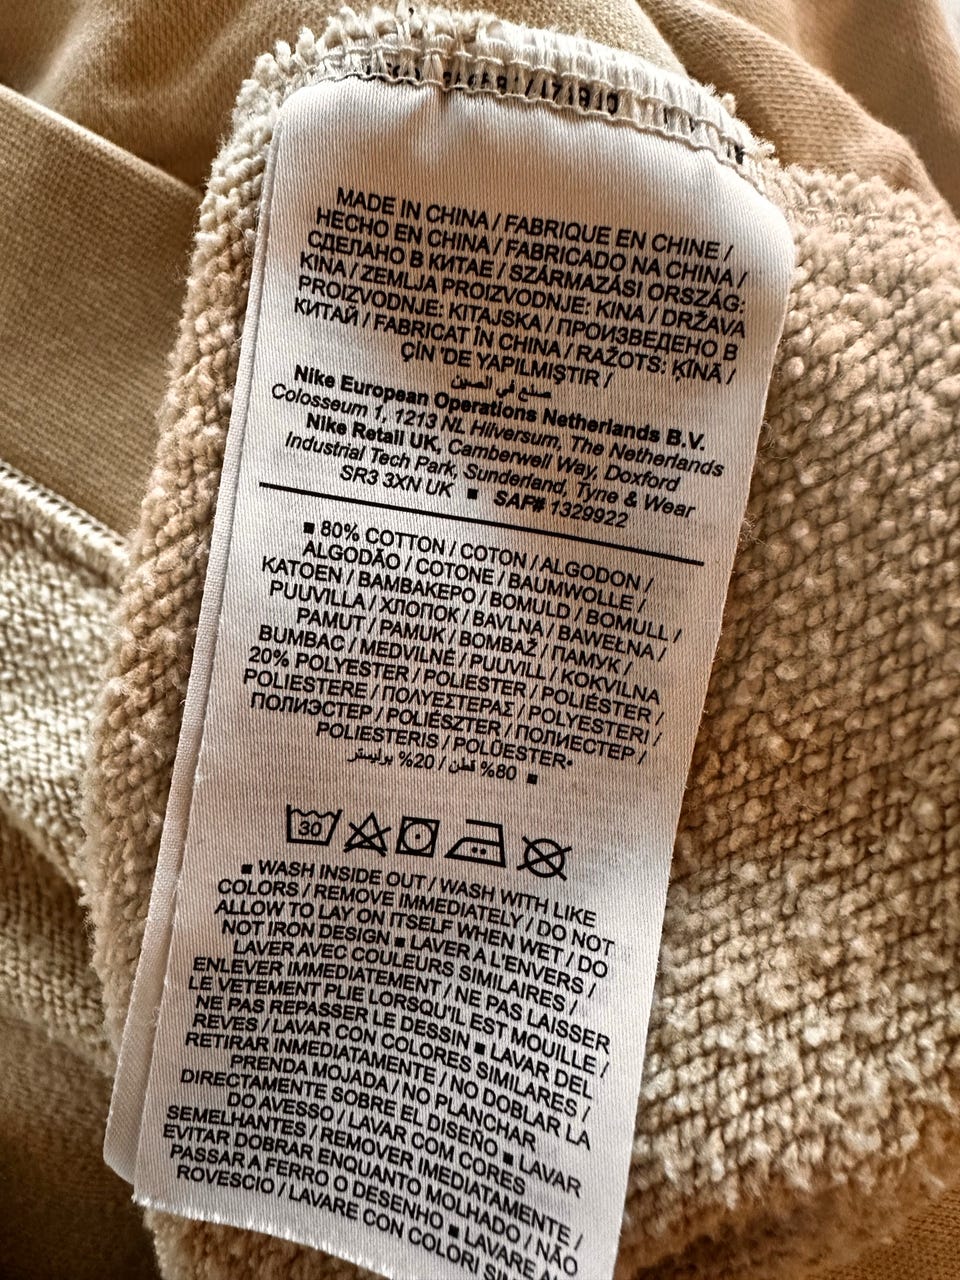 MADE IN CHINA / FABRIQUE EN CHINE /
HECHO EN CHINA / FABRICADO NA CHINA /
СДЕЛАНО В КИТАЕ / SZÁRMAZÁSI ORSZÁG:
KÍNA / ZEMLJA PROIZVODNJE: KINA / DRŽAVA
PROIZVODNJE: KITAJSKA / ПРОИЗВЕДЕНО В
КИТАЙ / FABRICAT ÎN CHINA / RAŽOTS: ĶĪNĀ /
ÇİN 'DE YAPILMIŞTIR /
صنع في الصين
Nike European Operations Netherlands B.V.
Colosseum 1, 1213 NL Hilversum, The Netherlands
Nike Retail UK, Camberwell Way, Doxford
Industrial Tech Park, Sunderland, Tyne & Wear
SR3 3XN UK ■ SAP# 1329922
■ 80% COTTON / COTON / ALGODON /
ALGODÃO / COTONE / BAUMWOLLE /
KATOEN / ΒΑΜΒΑΚΕΡΟ / BOMULD / BOMULL /
PUUVILLA / ХЛОПОК / BAVLNA / BAWEŁNA /
PAMUT / PAMUK / BOMBAŽ / ПАМУК /
BUMBAC / MEDVILNĖ / PUUVILL / KOKVILNA
20% POLYESTER / POLIESTER / POLIÉSTER /
POLIESTERE / ΠΟΛΥΕΣΤΕΡΑΣ / POLYESTERI /
ПОЛИЭСТЕР / POLIÉSZTER / ПОЛИЕСТЕР /
POLIESTERIS / POLÜESTER•
80% قطن / 20% بوليستر ■
30
■ WASH INSIDE OUT / WASH WITH LIKE
COLORS / REMOVE IMMEDIATELY / DO NOT
ALLOW TO LAY ON ITSELF WHEN WET / DO
NOT IRON DESIGN ■ LAVER A L'ENVERS /
LAVER AVEC COULEURS SIMILAIRES /
ENLEVER IMMEDIATEMENT / NE PAS LAISSER
LE VETEMENT PLIE LORSQU'IL EST MOUILLE /
NE PAS REPASSER LE DESSIN ■ LAVAR DEL
REVES / LAVAR CON COLORES SIMILARES /
RETIRAR INMEDIATAMENTE / NO DOBLAR LA
PRENDA MOJADA / NO PLANCHAR
DIRECTAMENTE SOBRE EL DISEÑO ■ LAVAR
DO AVESSO / LAVAR COM CORES
SEMELHANTES / REMOVER IMEDIATAMENTE /
EVITAR DOBRAR ENQUANTO MOLHADO / NÃO
PASSAR A FERRO O DESENHO ■ LAVARE A
ROVESCIO / LAVARE CON COLORI